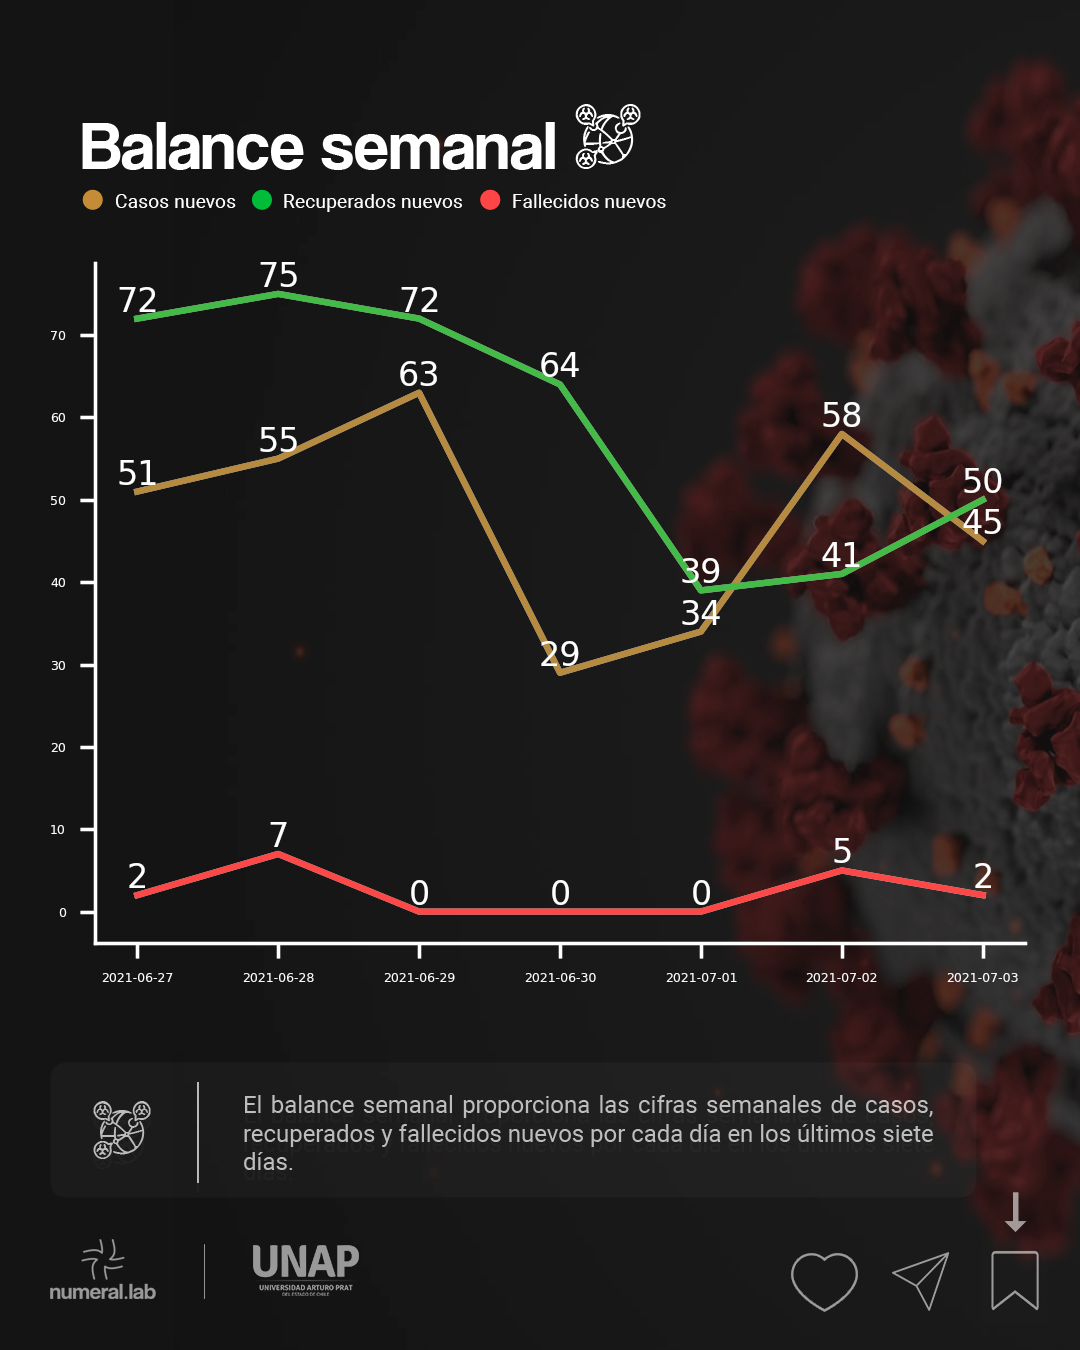 Balance semanal
Casos nuevos Recuperados nuevos Fallecidos nuevos
72 75 72 64 39 41 50
51 55 63 29 34 58 45
2 7 0 0 0 5 2
70
60
50
40
30
20
10
0
2021-06-27 2021-06-28 2021-06-29 2021-06-30 2021-07-01 2021-07-02 2021-07-03
El balance semanal proporciona las cifras semanales de casos,
recuperados y fallecidos nuevos por cada día en los últimos siete
días.
numeral.lab
UNAP
UNIVERSIDAD ARTURO PRAT
DEL ESTADO DE CHILE